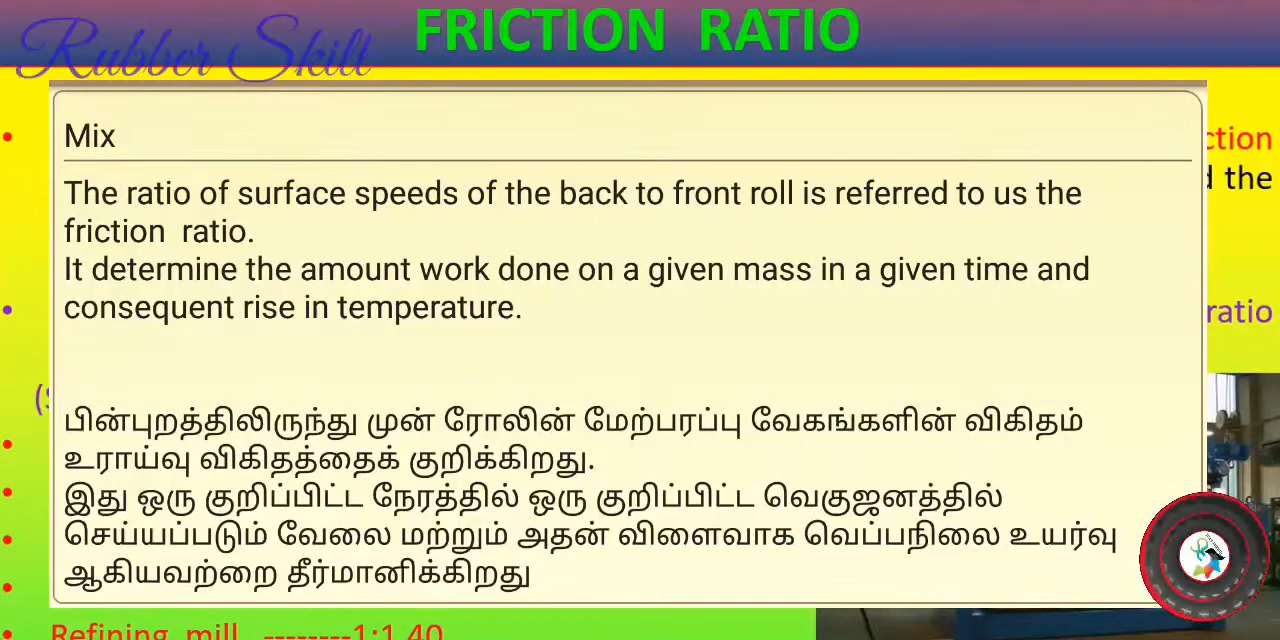 FRICTION RATIO
Rubber Skill
Mix
The ratio of surface speeds of the back to front roll is referred to us the
friction ratio.
It determine the amount work done on a given mass in a given time and
consequent rise in temperature.
பின்புறத்திலிருந்து முன் ரோலின் மேற்பரப்பு வேகங்களின் விகிதம்
உராய்வு விகிதத்தைக் குறிக்கிறது.
இது ஒரு குறிப்பிட்ட நேரத்தில் ஒரு குறிப்பிட்ட வெகுஜனத்தில்
செய்யப்படும் வேலை மற்றும் அதன் விளைவாக வெப்பநிலை உயர்வு
ஆகியவற்றை தீர்மானிக்கிறது
the
ratio
Refining mill --------1:1.40